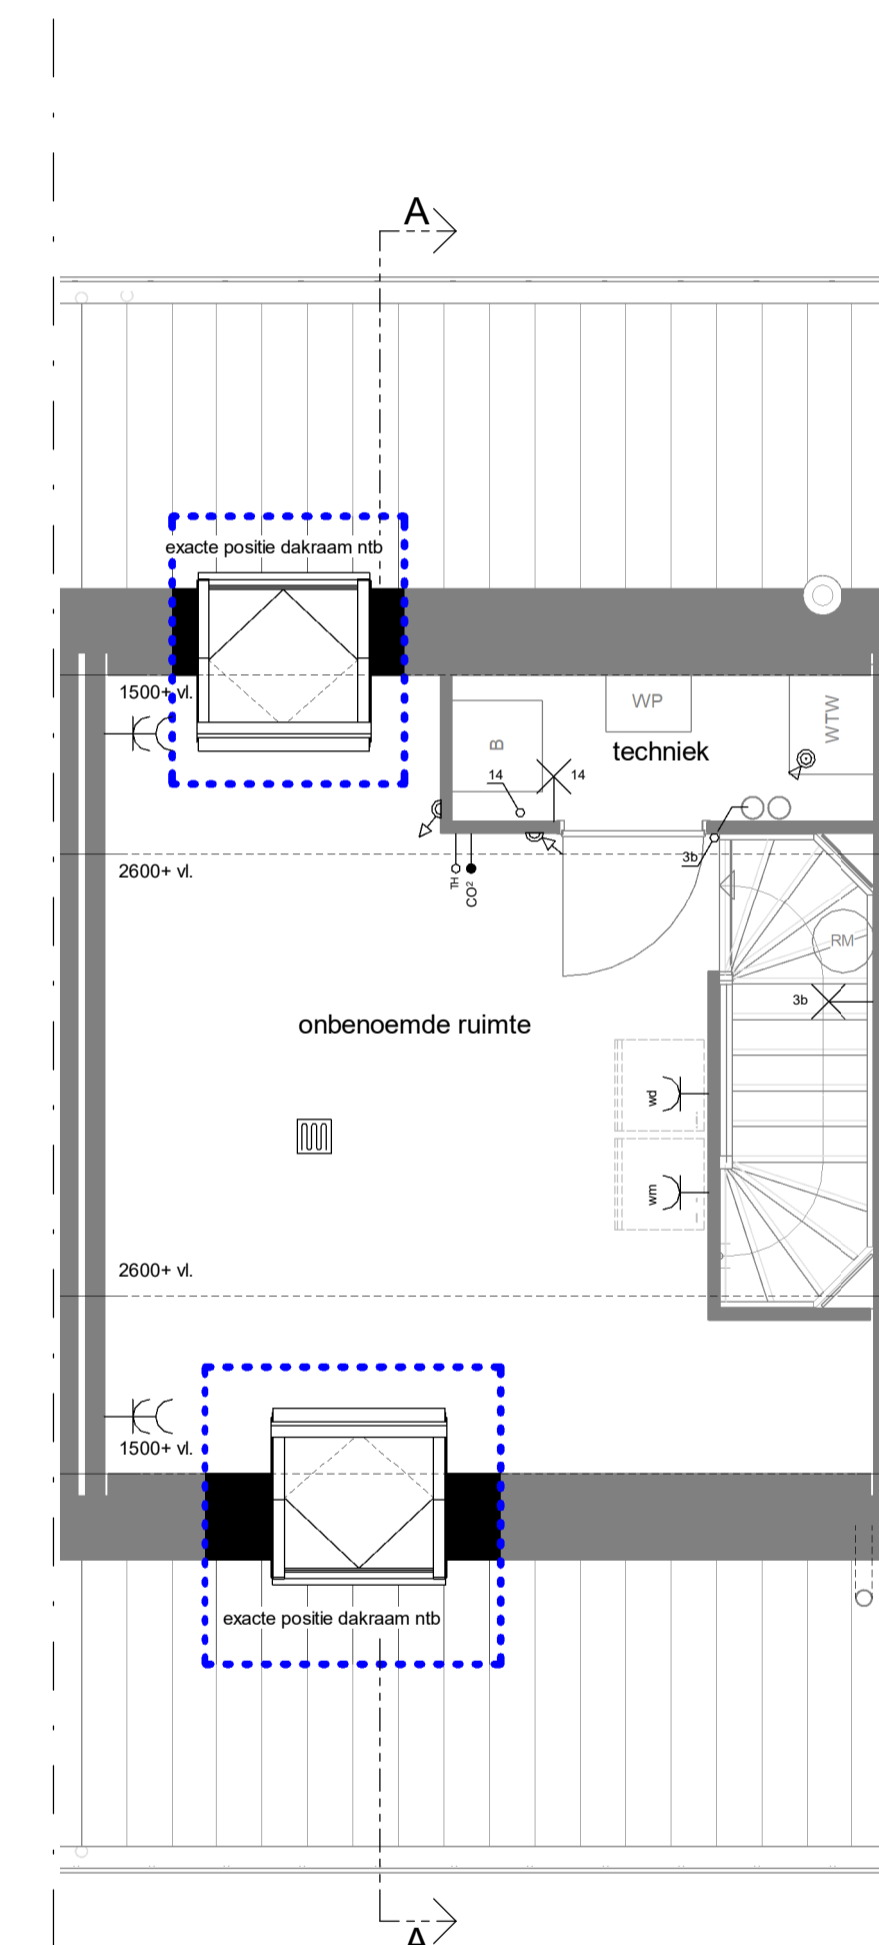 A
exacte positie dakraam ntb
1500+ vl.
WP
WTW
B
techniek
14
14
2600+ vl.
TH
CO²
3b
RM
3b
onbenoemde ruimte
wd
wm
2600+ vl.
1500+ vl.
exacte positie dakraam ntb
A